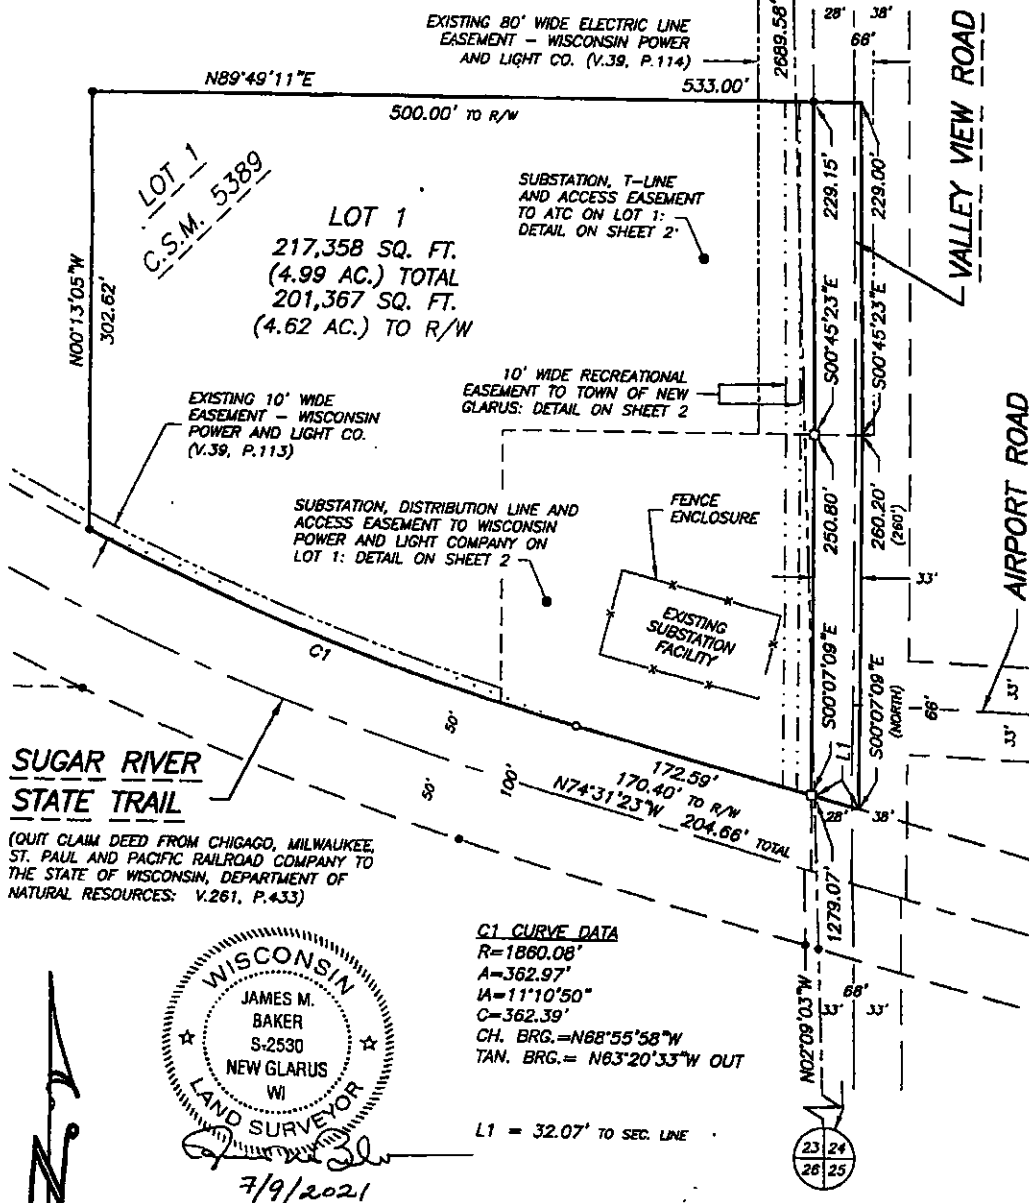 EXISTING 80' WIDE ELECTRIC LINE
EASEMENT – WISCONSIN POWER
AND LIGHT CO. (V.39, P.114)
2689.58'
28'
38'
66'
VALLEY VIEW ROAD
N89°49'11"E
533.00'
500.00' TO R/W
LOT 1
C.S.M. 5389
N00°13'05"W
302.62'
LOT 1
217,358 SQ. FT.
(4.99 AC.) TOTAL
201,367 SQ. FT.
(4.62 AC.) TO R/W
SUBSTATION, T-LINE
AND ACCESS EASEMENT
TO ATC ON LOT 1:
DETAIL ON SHEET 2
229.15'
229.00'
S00°45'23"E
S00°45'23"E
10' WIDE RECREATIONAL
EASEMENT TO TOWN OF NEW
GLARUS: DETAIL ON SHEET 2
EXISTING 10' WIDE
EASEMENT – WISCONSIN
POWER AND LIGHT CO.
(V.39, P.113)
SUBSTATION, DISTRIBUTION LINE AND
ACCESS EASEMENT TO WISCONSIN
POWER AND LIGHT COMPANY ON
LOT 1: DETAIL ON SHEET 2
FENCE
ENCLOSURE
EXISTING
SUBSTATION
FACILITY
250.80'
260.20'
(260')
33'
AIRPORT ROAD
S00°07'09"E
S00°07'09"E
(NORTH)
66'
33'
33'
L1
C1
50'
50'
100'
172.59'
170.40' TO R/W
N74°31'23"W 204.66' TOTAL
28'
38'
1279.07'
SUGAR RIVER
STATE TRAIL
(QUIT CLAIM DEED FROM CHIGAGO, MILWAUKEE,
ST. PAUL AND PACIFIC RAILROAD COMPANY TO
THE STATE OF WISCONSIN, DEPARTMENT OF
NATURAL RESOURCES: V.261, P.433)
C1 CURVE DATA
R=1860.08'
A=362.97'
IA=11°10'50"
C=362.39'
CH. BRG.=N68°55'58"W
TAN. BRG.= N63°20'33"W OUT
L1 = 32.07' TO SEC. LINE
N02°09'03"W
66'
33'
33'
23 24
26 25
WISCONSIN
JAMES M.
BAKER
S-2530
NEW GLARUS
WI
LAND SURVEYOR
7/9/2021
N